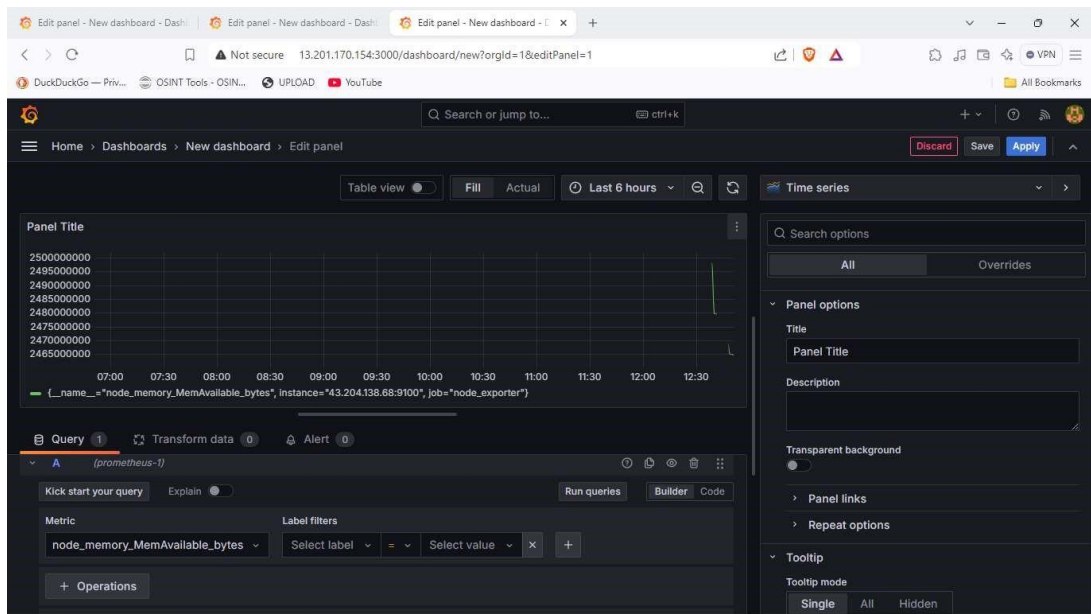 Edit panel - New dashboard - Dash
Edit panel - New dashboard - Dash
Edit panel - New dashboard - D
Not secure 13.201.170.154:3000/dashboard/new?orgId=1&editPanel=1
VPN
DuckDuckGo — Priv...
OSINT Tools - OSIN...
UPLOAD
YouTube
All Bookmarks
Search or jump to...
ctrl+k
Home › Dashboards › New dashboard › Edit panel
Discard
Save
Apply
Table view
Fill
Actual
Last 6 hours
Time series
Panel Title
2500000000
2495000000
2490000000
2485000000
2480000000
2475000000
2470000000
2465000000
07:00 07:30 08:00 08:30 09:00 09:30 10:00 10:30 11:00 11:30 12:00 12:30
{__name__="node_memory_MemAvailable_bytes", instance="43.204.138.68:9100", job="node_exporter"}
Query 1
Transform data 0
Alert 0
A (prometheus-1)
Kick start your query
Explain
Run queries
Builder
Code
Metric
Label filters
node_memory_MemAvailable_bytes
Select label
=
Select value
+ Operations
Search options
All
Overrides
Panel options
Title
Panel Title
Description
Transparent background
Panel links
Repeat options
Tooltip
Tooltip mode
Single
All
Hidden